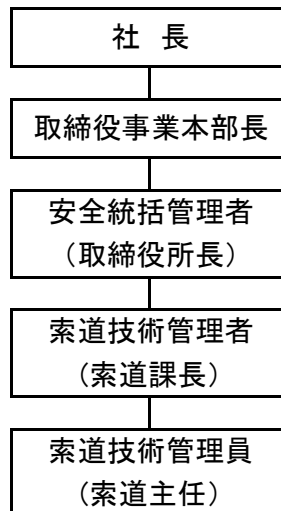 社 長
取締役事業本部長
安全統括管理者
（取締役所長）
索道技術管理者
（索道課長）
索道技術管理員
（索道主任）